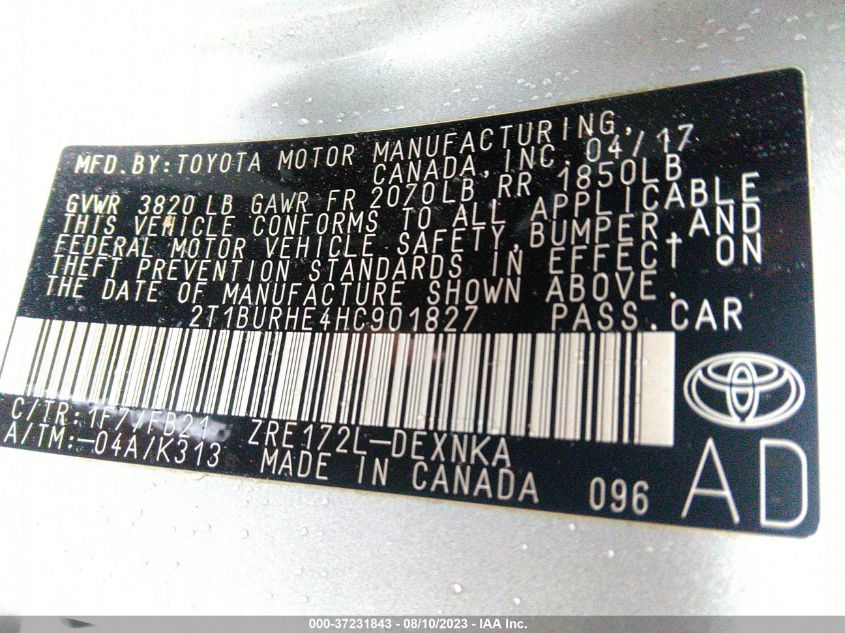 MFD.BY:TOYOTA MOTOR MANUFACTURING,
CANADA,INC. 04/17
GVWR 3820LB GAWR FR 2070LB RR 1850LB
THIS VEHICLE CONFORMS TO ALL APPLICABLE
FEDERAL MOTOR VEHICLE SAFETY,BUMPER,AND
THEFT PREVENTION STANDARDS IN EFFECT ON
THE DATE OF MANUFACTURE SHOWN ABOVE.
2T1BURHE4HC901827 PASS.CAR
C/TR:1F7/FB21 ZRE172L-DEXNKA
A/TM:-04A/K313 MADE IN CANADA 096 AD
000-37231843 — 08/10/2023 — IAA Inc.